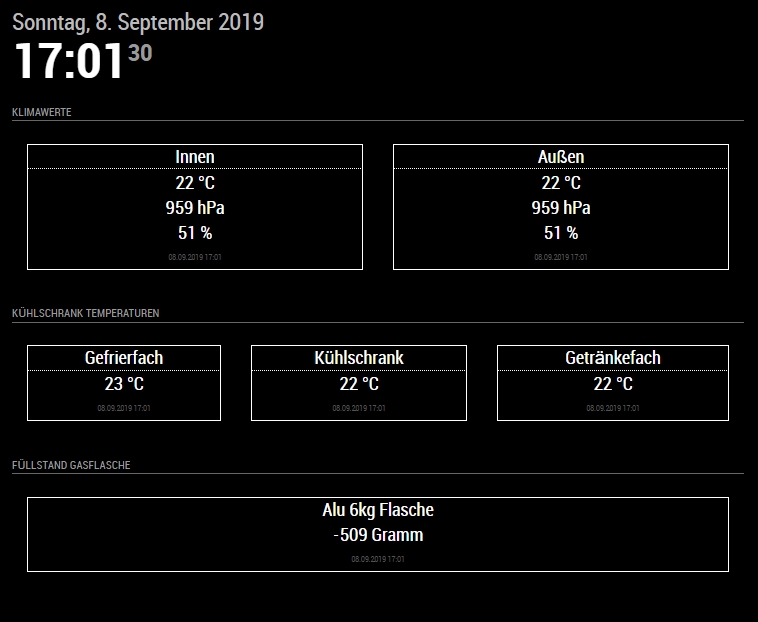 Sonntag, 8. September 2019
17:01 30
KLIMAWERTE
Innen
22 °C
959 hPa
51 %
08.09.2019 17:01
Außen
22 °C
959 hPa
51 %
08.09.2019 17:01
KÜHLSCHRANK TEMPERATUREN
Gefrierfach
23 °C
08.09.2019 17:01
Kühlschrank
22 °C
08.09.2019 17:01
Getränkefach
22 °C
08.09.2019 17:01
FÜLLSTAND GASFLASCHE
Alu 6kg Flasche
-509 Gramm
08.09.2019 17:01